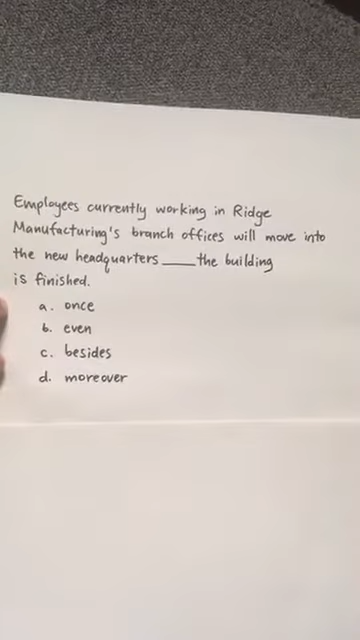 Employees currently working in Ridge
Manufacturing's branch offices will move into
the new headquarters ____ the building
is finished.
a. once
b. even
c. besides
d. moreover